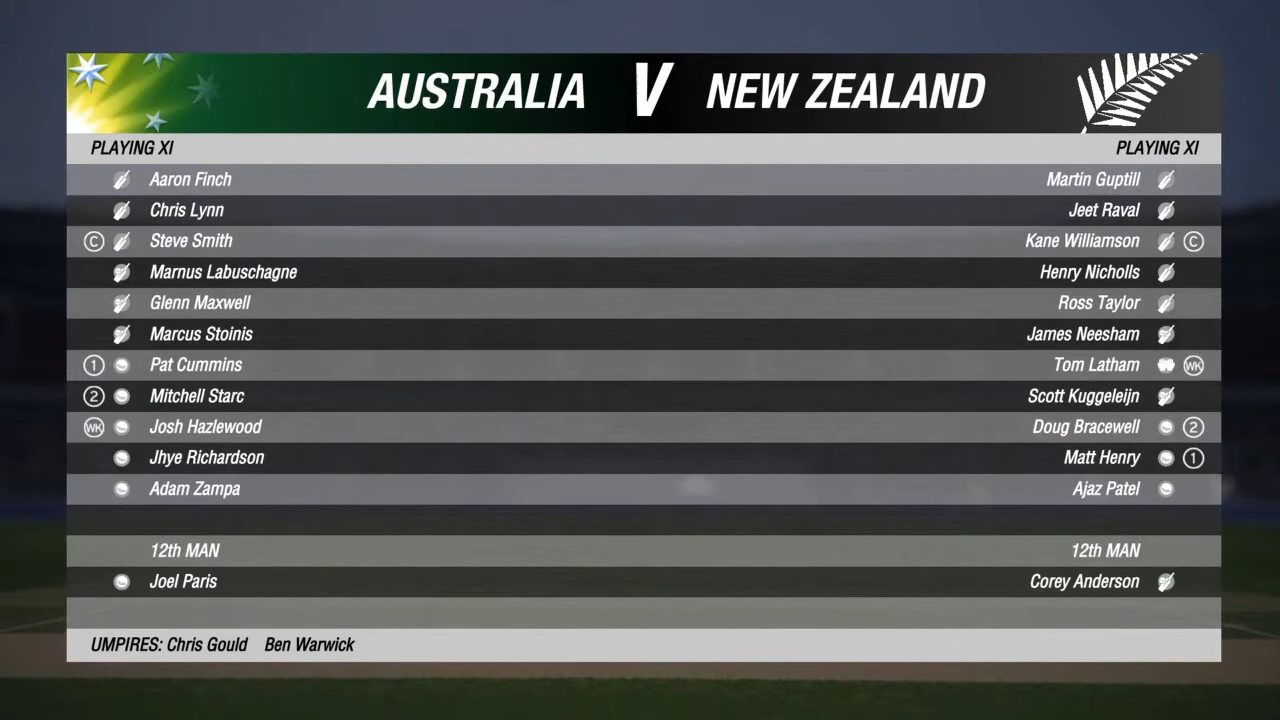 AUSTRALIA V NEW ZEALAND
PLAYING XI PLAYING XI
Aaron Finch Martin Guptill
Chris Lynn Jeet Raval
C Steve Smith Kane Williamson C
Marnus Labuschagne Henry Nicholls
Glenn Maxwell Ross Taylor
Marcus Stoinis James Neesham
1 Pat Cummins Tom Latham WK
2 Mitchell Starc Scott Kuggeleijn
WK Josh Hazlewood Doug Bracewell 2
Jhye Richardson Matt Henry 1
Adam Zampa Ajaz Patel
12th MAN 12th MAN
Joel Paris Corey Anderson
UMPIRES: Chris Gould Ben Warwick